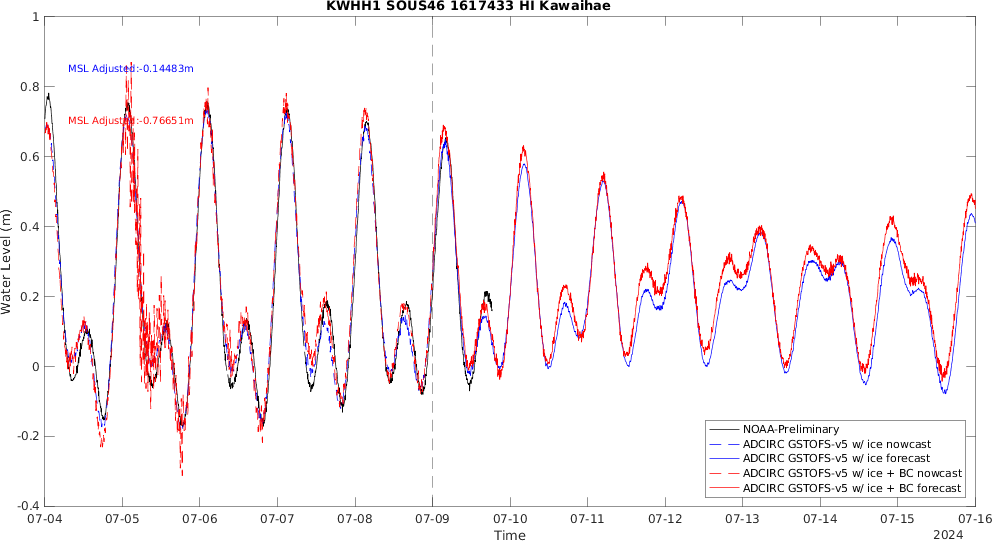 KWHH1 SOUS46 1617433 HI Kawaihae
MSL Adjusted:-0.14483m
MSL Adjusted:-0.76651m
Water Level (m)
1
0.8
0.6
0.4
0.2
0
-0.2
-0.4
NOAA-Preliminary
ADCIRC GSTOFS-v5 w/ ice nowcast
ADCIRC GSTOFS-v5 w/ ice forecast
ADCIRC GSTOFS-v5 w/ ice + BC nowcast
ADCIRC GSTOFS-v5 w/ ice + BC forecast
07-04 07-05 07-06 07-07 07-08 07-09 07-10 07-11 07-12 07-13 07-14 07-15 07-16
Time
2024